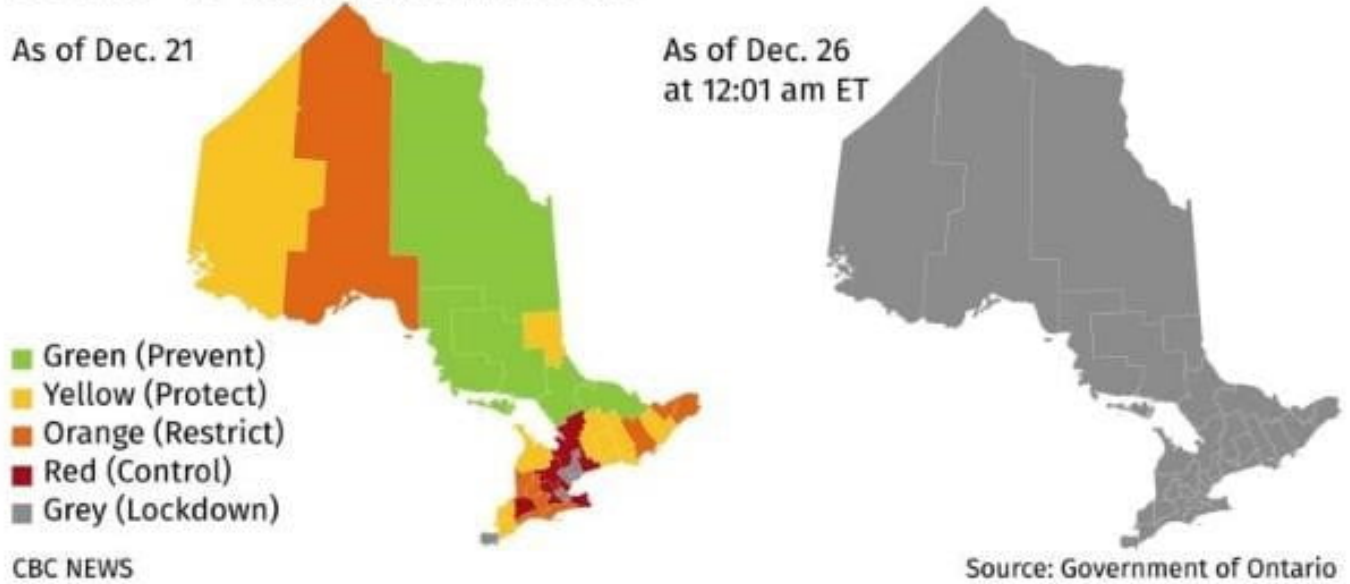 As of Dec. 21
As of Dec. 26
at 12:01 am ET
Green (Prevent)
Yellow (Protect)
Orange (Restrict)
Red (Control)
Grey (Lockdown)
CBC NEWS
Source: Government of Ontario